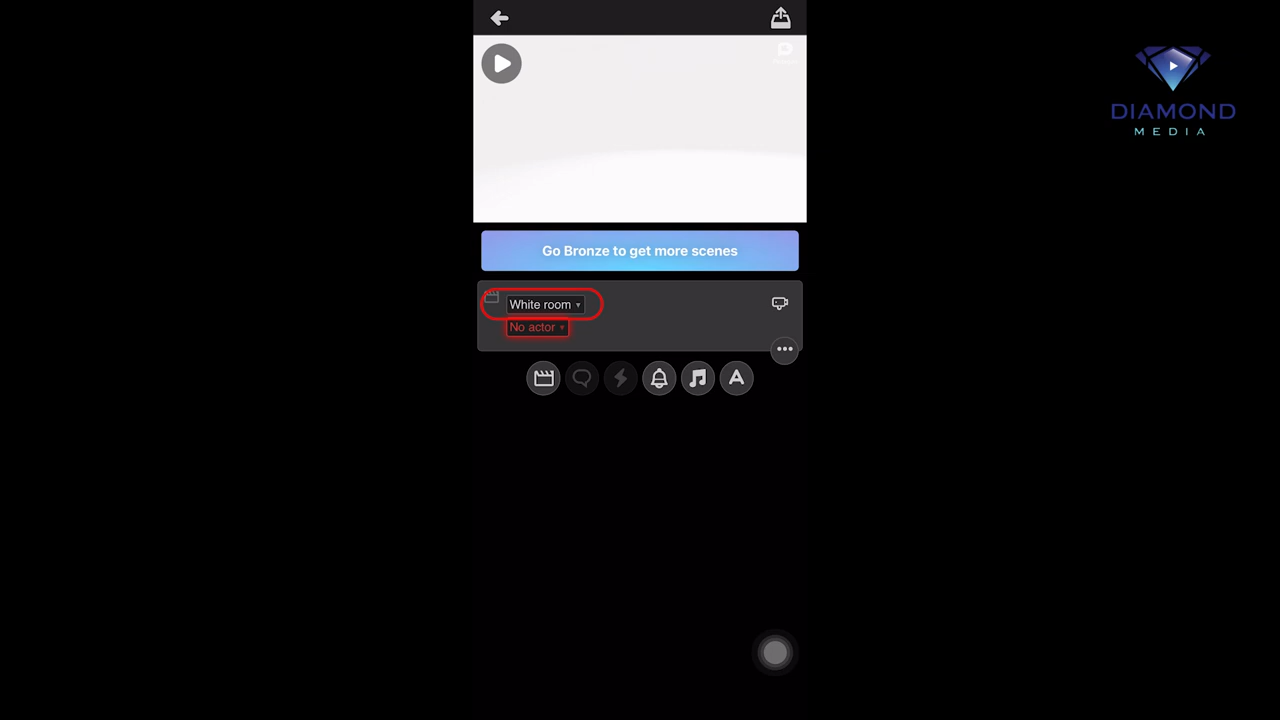 DIAMOND
MEDIA
Go Bronze to get more scenes
White room
No actor